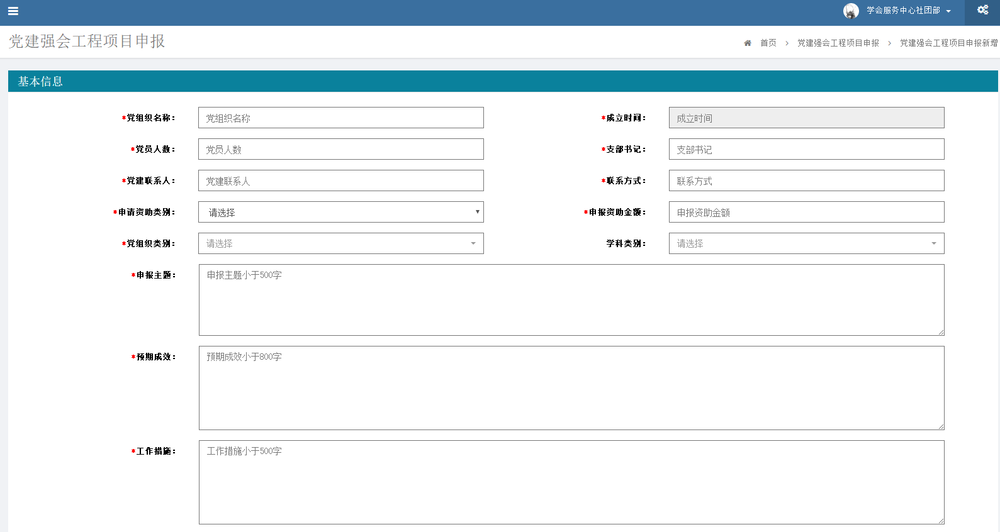 学会服务中心社团部
党建强会工程项目申报
首页 > 党建强会工程项目申报 > 党建强会工程项目申报新增
基本信息
*党组织名称： 党组织名称 *成立时间： 成立时间
*党员人数： 党员人数 *支部书记： 支部书记
*党建联系人： 党建联系人 *联系方式： 联系方式
*申请资助类别： 请选择 *申报资助金额： 申报资助金额
*党组织类别： 请选择 学科类别： 请选择
*申报主题： 申报主题小于500字
*预期成效： 预期成效小于800字
*工作措施： 工作措施小于500字